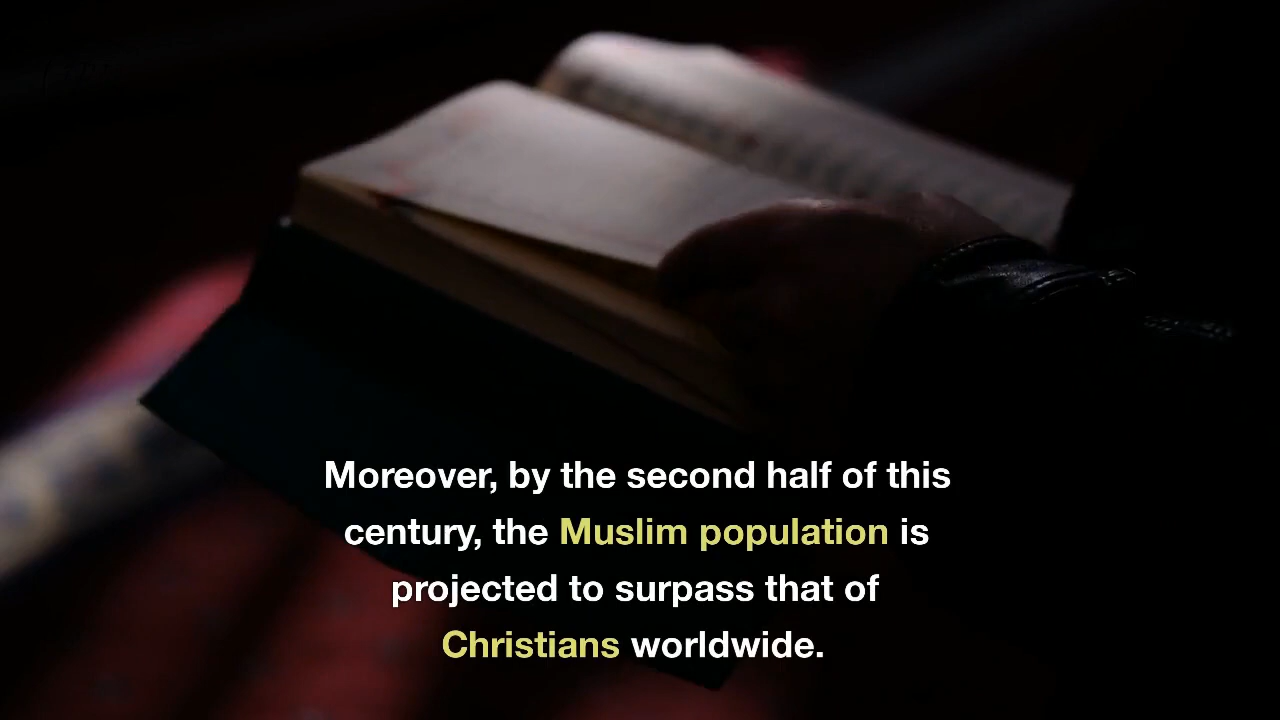 Moreover, by the second half of this
century, the Muslim population is
projected to surpass that of
Christians worldwide.